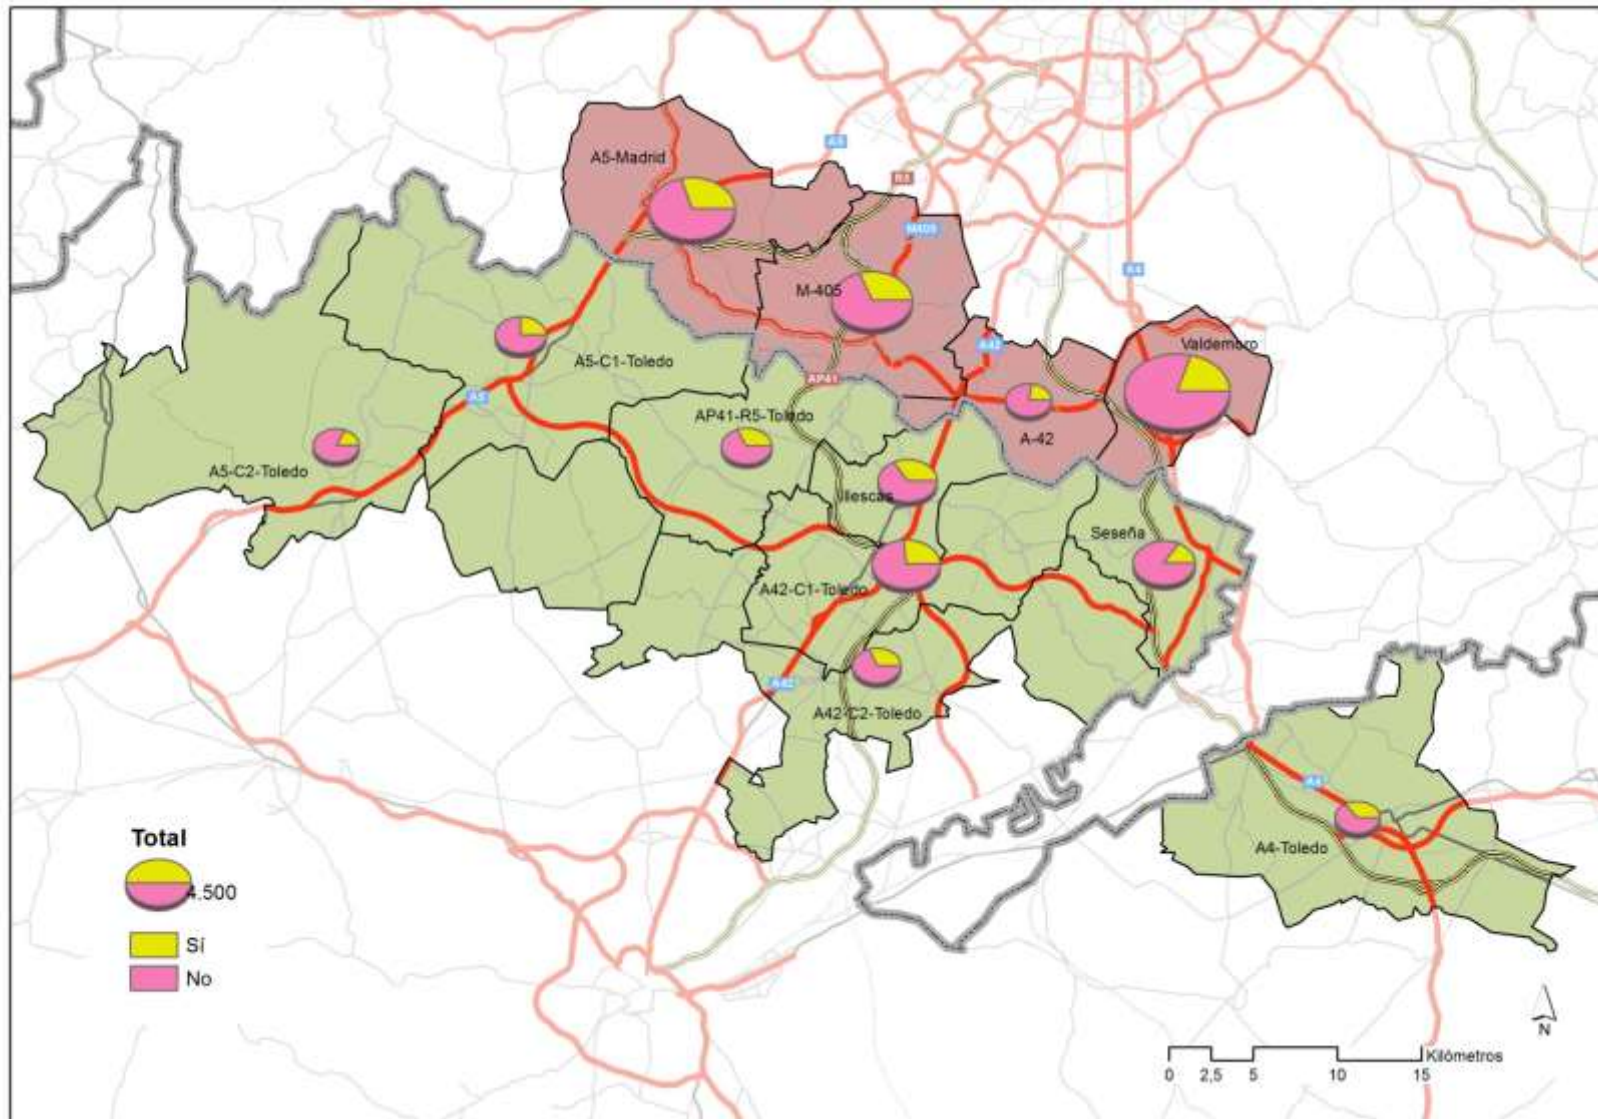 A5
A5-Madrid
R5
M405
M-405
A4
A42
Valdemoro
A5-C1-Toledo
AP41
A5
AP41-R5-Toledo
A-42
A5-C2-Toledo
Illescas
Seseña
A42-C1-Toledo
A42
A42-C2-Toledo
A4
A4-Toledo
Total
4.500
Sí
No
N
Kilómetros
0 2,5 5 10 15